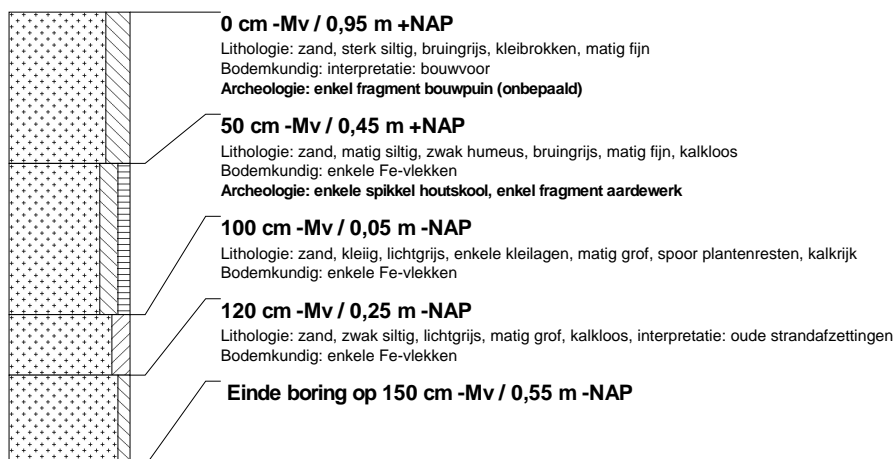 0 cm -Mv / 0,95 m +NAP
Lithologie: zand, sterk siltig, bruingrijs, kleibrokken, matig fijn
Bodemkundig: interpretatie: bouwvoor
Archeologie: enkel fragment bouwpuin (onbepaald)
50 cm -Mv / 0,45 m +NAP
Lithologie: zand, matig siltig, zwak humeus, bruingrijs, matig fijn, kalkloos
Bodemkundig: enkele Fe-vlekken
Archeologie: enkele spikkel houtskool, enkel fragment aardewerk
100 cm -Mv / 0,05 m -NAP
Lithologie: zand, kleiig, lichtgrijs, enkele kleilagen, matig grof, spoor plantenresten, kalkrijk
Bodemkundig: enkele Fe-vlekken
120 cm -Mv / 0,25 m -NAP
Lithologie: zand, zwak siltig, lichtgrijs, matig grof, kalkloos, interpretatie: oude strandafzettingen
Bodemkundig: enkele Fe-vlekken
Einde boring op 150 cm -Mv / 0,55 m -NAP